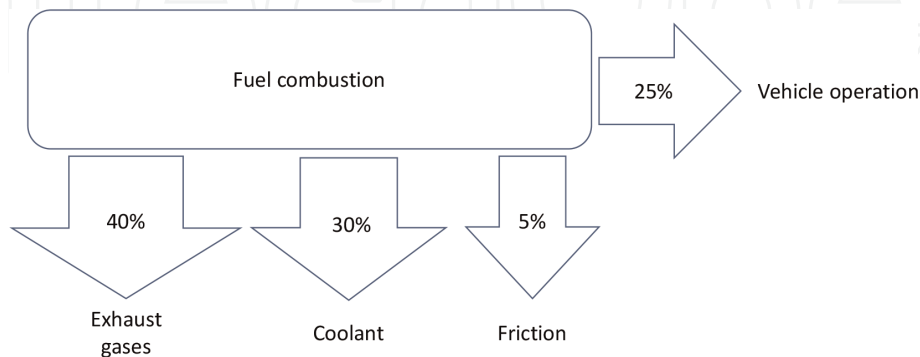 Fuel combustion
25%
Vehicle operation
40%
30%
5%
Exhaust
gases
Coolant
Friction